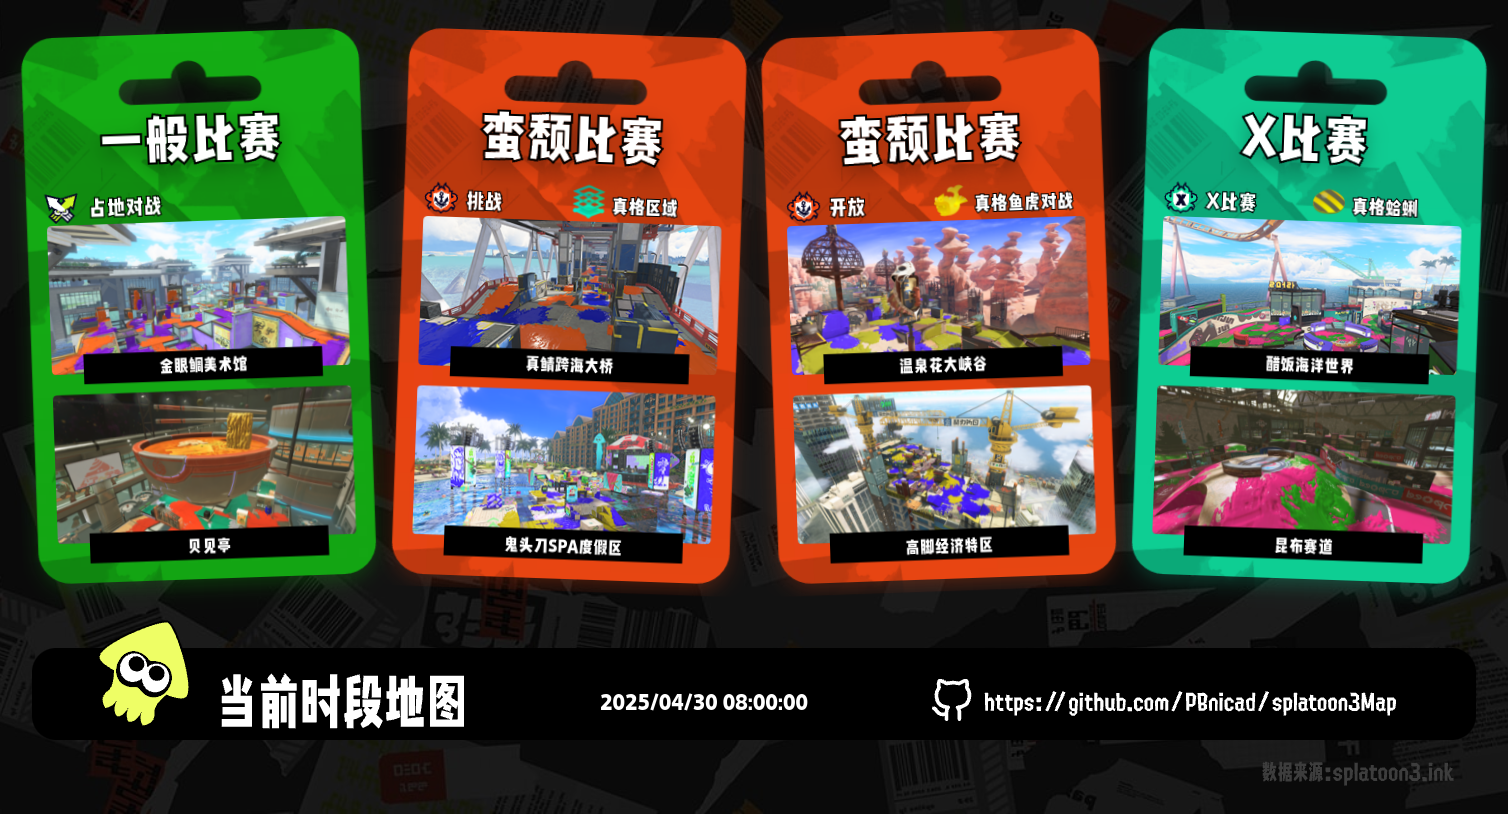 一般比赛
占地对战
金眼鲷美术馆
贝见亭
蛮颓比赛
挑战
真格区域
真鲭跨海大桥
鬼头刀SPA度假区
蛮颓比赛
开放
真格鱼虎对战
温泉花大峡谷
高脚经济特区
X比赛
X比赛
真格蛤蜊
醋饭海洋世界
昆布赛道
当前时段地图
2025/04/30 08:00:00
https://github.com/PBnicad/splatoon3Map
数据来源:splatoon3.ink